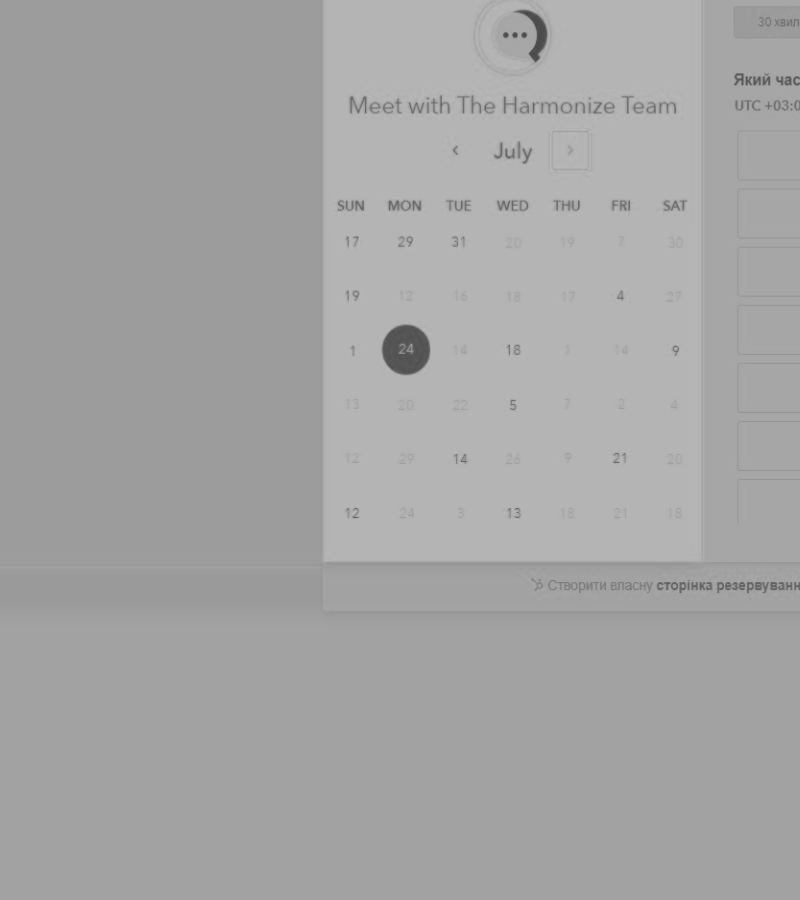 30 хвил
Meet with The Harmonize Team
Який час
UTC +03:0
July
SUN MON TUE WED THU FRI SAT
17 29 31 20 19 7 30
19 12 16 18 17 4 27
1 24 14 18 1 14 9
13 20 22 5 7 2 4
12 29 14 26 9 21 20
12 24 3 13 18 21 18
Створити власну сторінка резервуванн